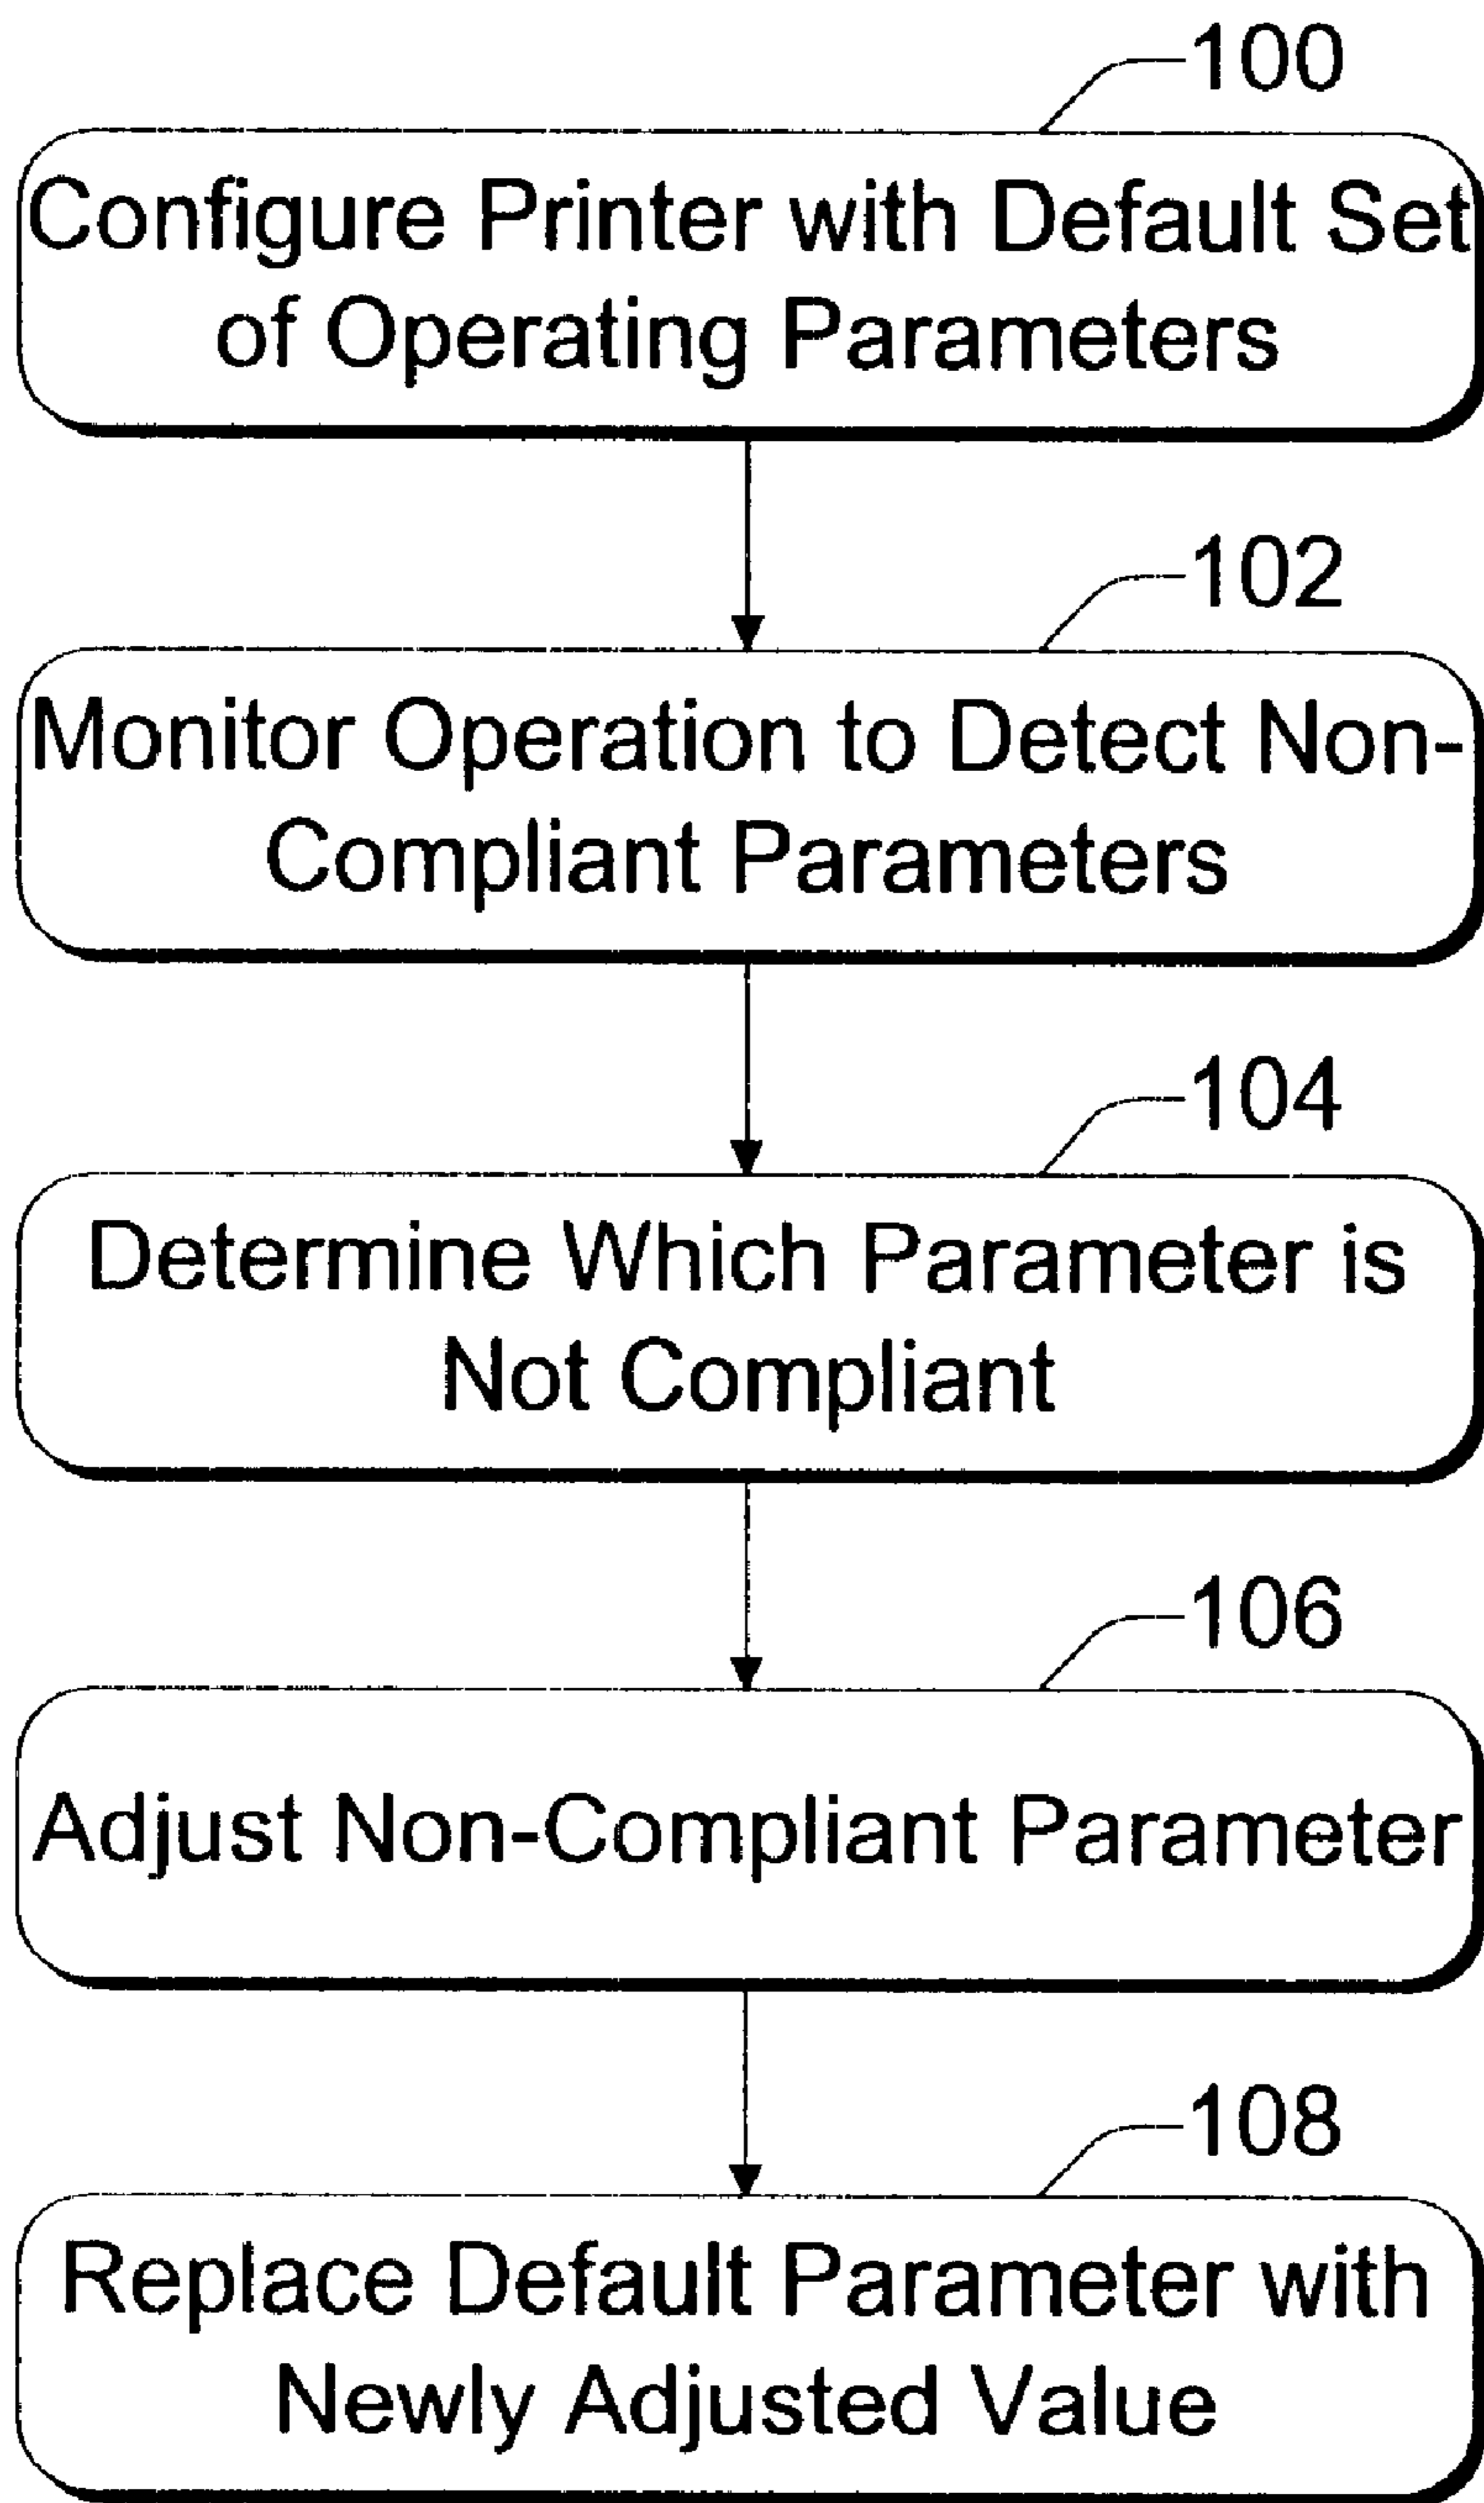 100
Configure Printer with Default Set
of Operating Parameters
102
Monitor Operation to Detect Non-
Compliant Parameters
104
Determine Which Parameter is
Not Compliant
106
Adjust Non-Compliant Parameter
108
Replace Default Parameter with
Newly Adjusted Value